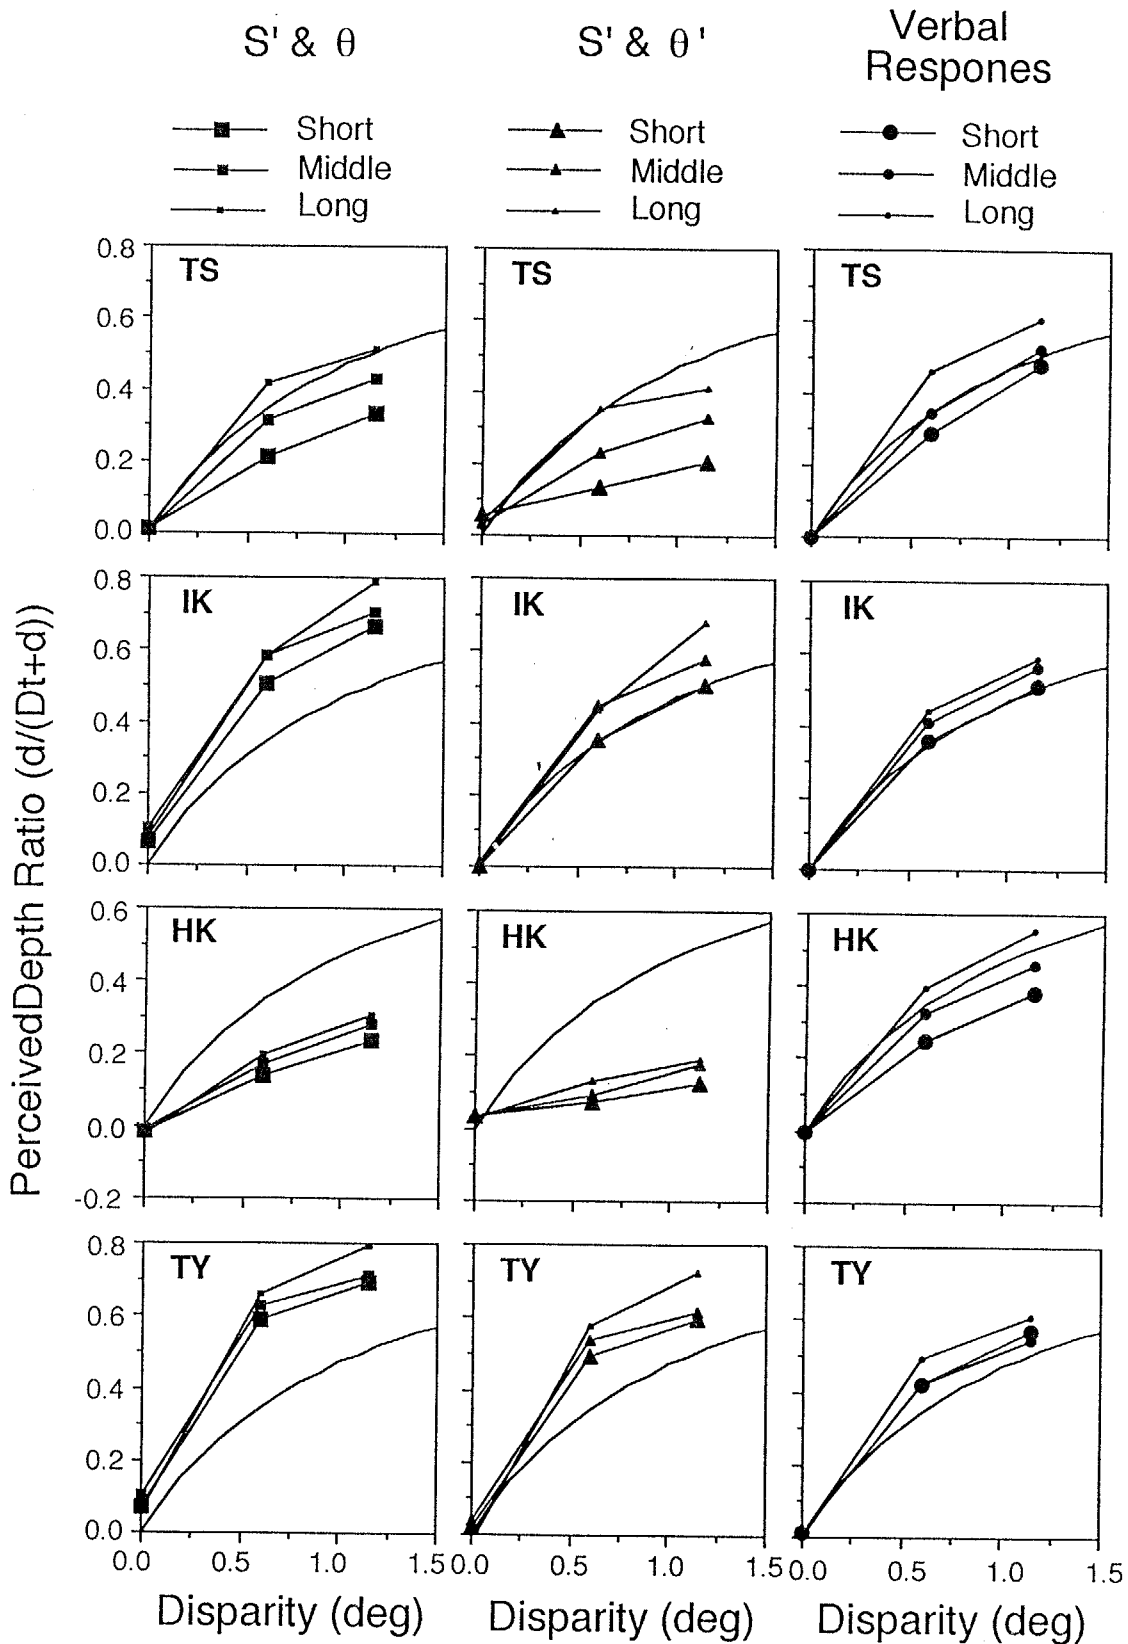 S' & θ
S' & θ'
Verbal
Respones
Short
Middle
Long
Short
Middle
Long
Short
Middle
Long
PerceivedDepth Ratio (d/(Dt+d))
0.8
0.6
0.4
0.2
0.0
TS
TS
TS
0.8
0.6
0.4
0.2
0.0
IK
IK
IK
0.6
0.4
0.2
0.0
-0.2
HK
HK
HK
0.8
0.6
0.4
0.2
0.0
TY
TY
TY
0.0 0.5 1.0 1.5
0.0 0.5 1.0 1.5
0.0 0.5 1.0 1.5
Disparity (deg)
Disparity (deg)
Disparity (deg)